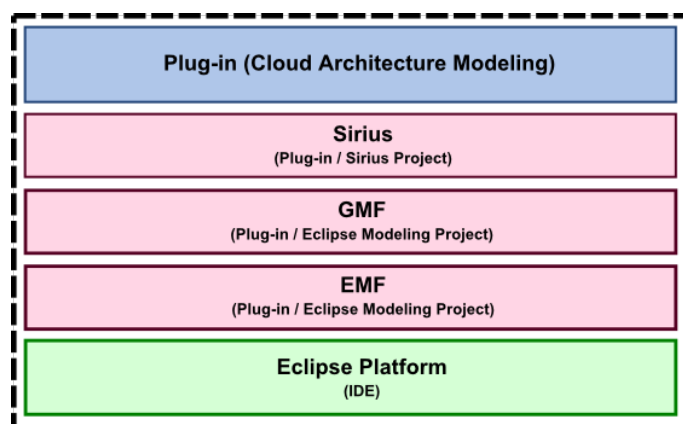 Plug-in (Cloud Architecture Modeling)
Sirius
(Plug-in / Sirius Project)
GMF
(Plug-in / Eclipse Modeling Project)
EMF
(Plug-in / Eclipse Modeling Project)
Eclipse Platform
(IDE)